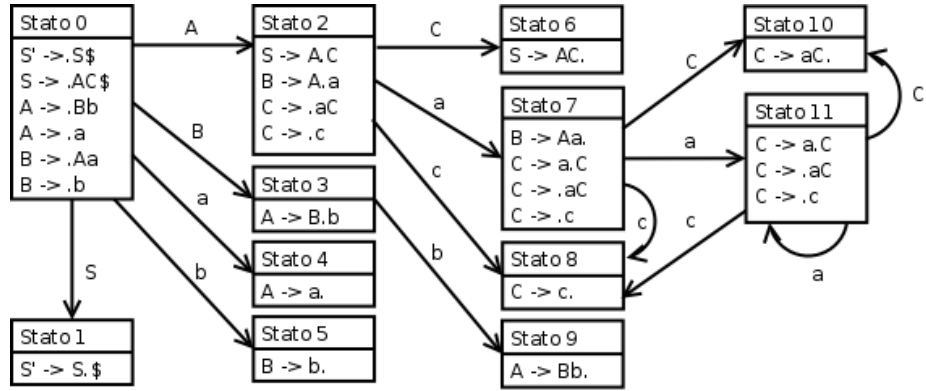 Stato 0
S' -> .S$
S -> .AC$
A -> .Bb
A -> .a
B -> .Aa
B -> .b
A
B
a
b
S
Stato 1
S' -> S.$
Stato 2
S -> A.C
B -> A.a
C -> .aC
C -> .c
Stato 3
A -> B.b
Stato 4
A -> a.
Stato 5
B -> b.
C
a
c
b
Stato 6
S -> AC.
Stato 7
B -> Aa.
C -> a.C
C -> .aC
C -> .c
Stato 8
C -> c.
Stato 9
A -> Bb.
C
a
c
c
Stato 10
C -> aC.
Stato 11
C -> a.C
C -> .aC
C -> .c
C
a